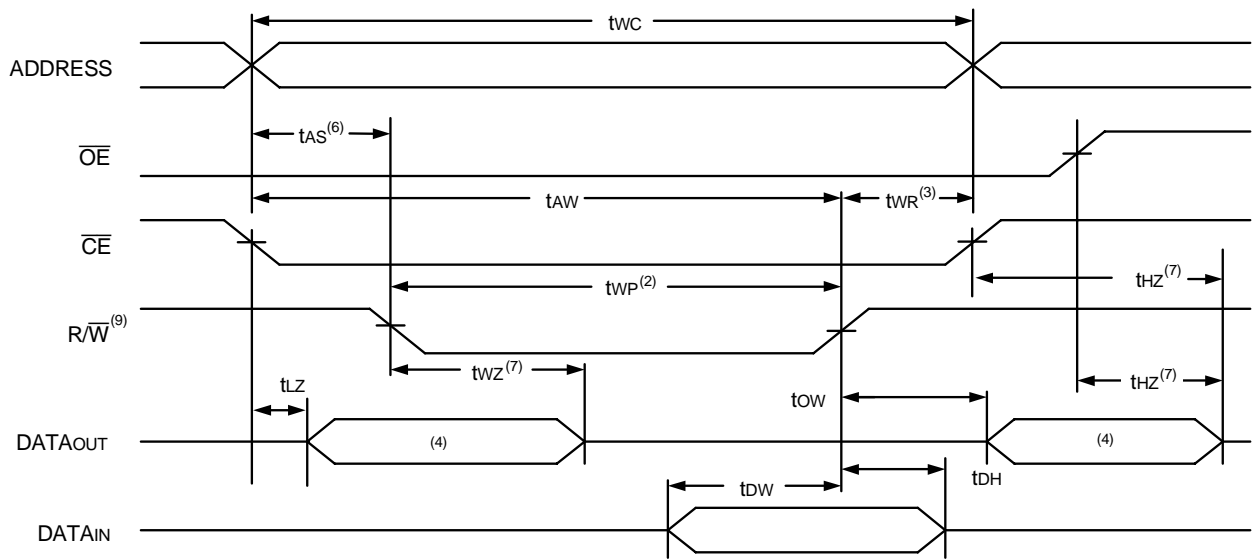 tWC
ADDRESS
tAS(6)
OE
tAW
tWR(3)
CE
tWP(2)
tHZ(7)
R/W(9)
tWZ(7)
tHZ(7)
tLZ
tOW
DATAOUT
(4)
(4)
tDW
tDH
DATAIN